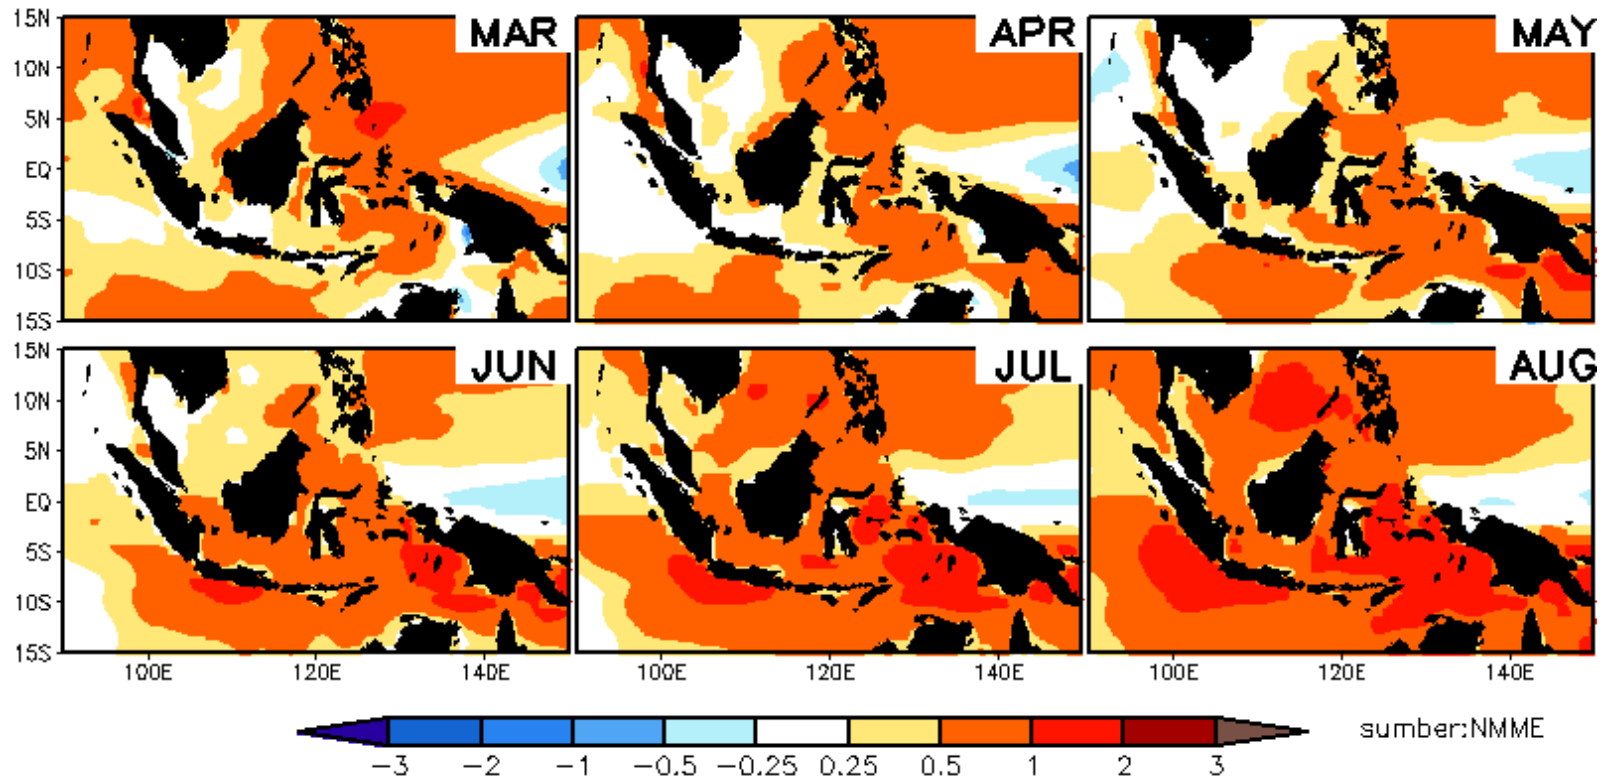 15N MAR APR MAY
10N
5N
EQ
5S
10S
15S
15N JUN JUL AUG
10N
5N
EQ
5S
10S
15S
100E 120E 140E 100E 120E 140E 100E 120E 140E
sumber:NMME
-3 -2 -1 -0.5 -0.25 0.25 0.5 1 2 3